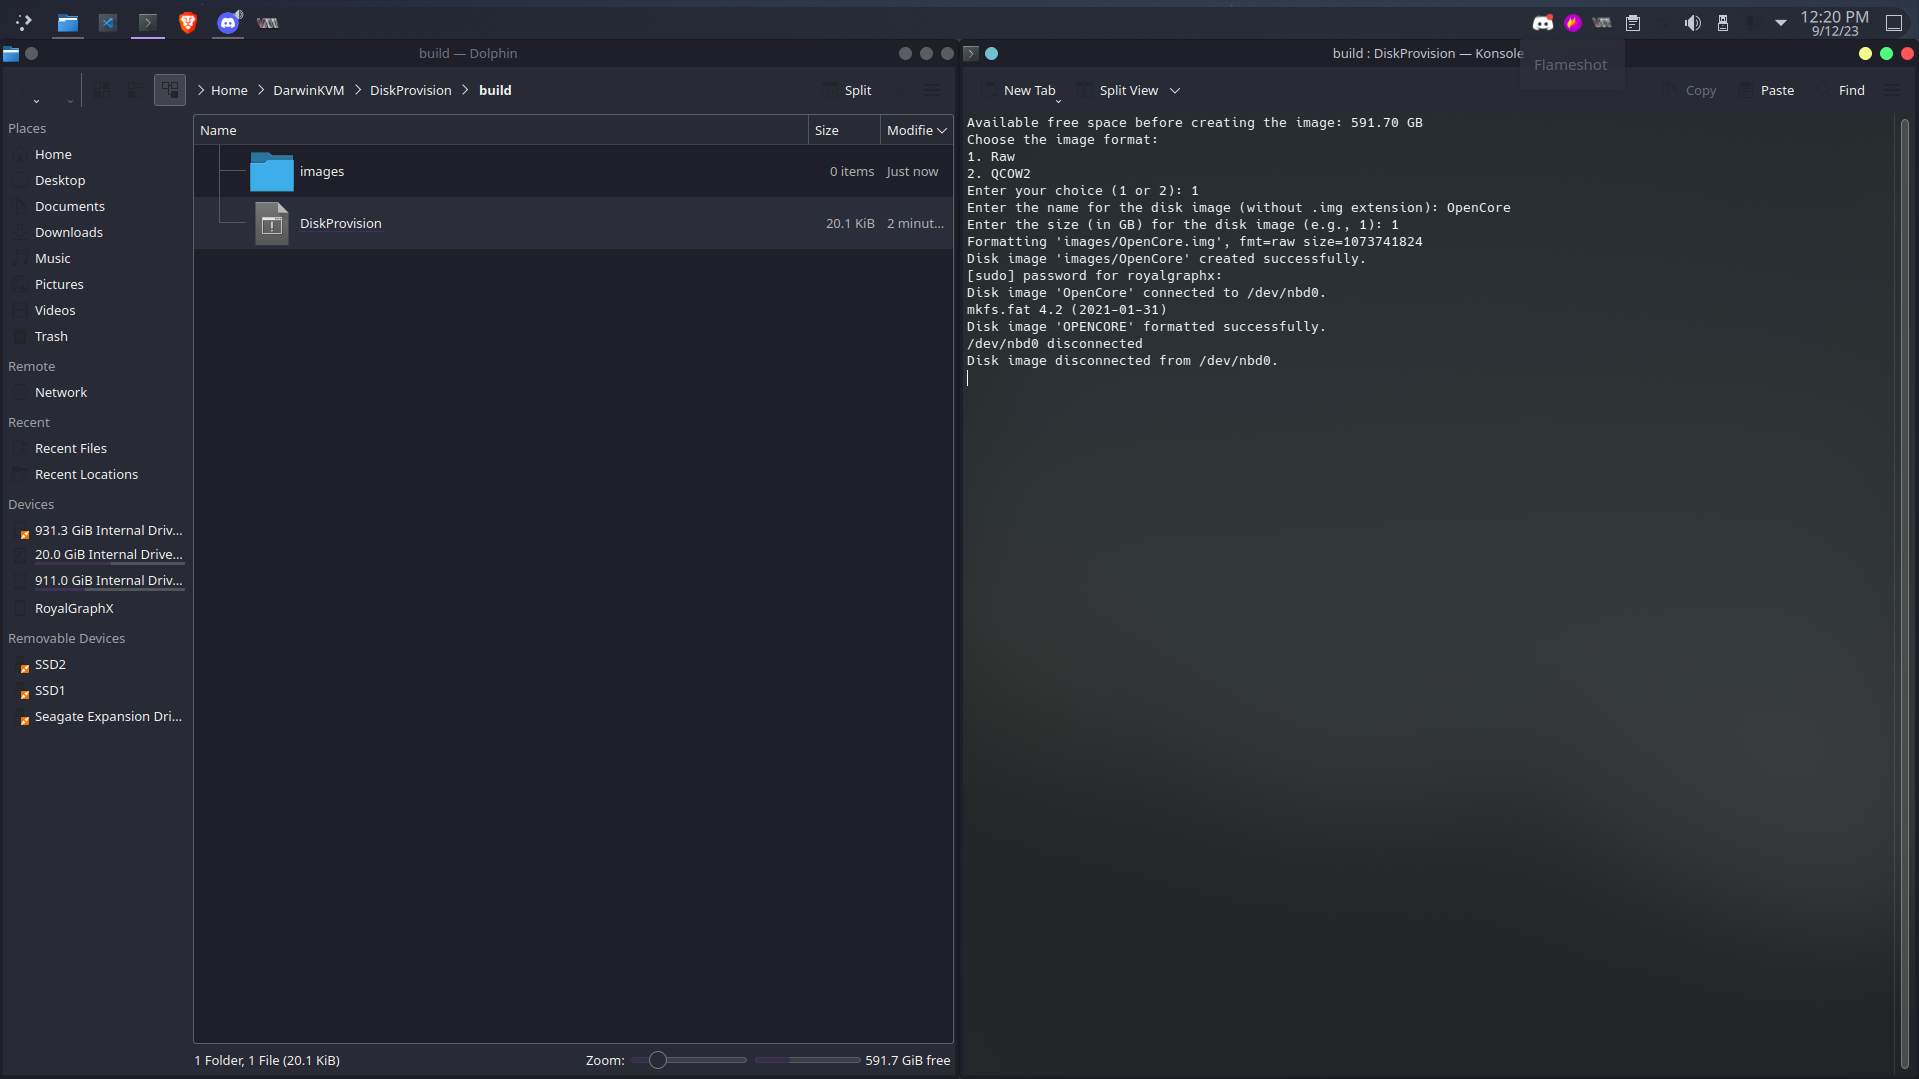 12:20 PM
9/12/23
build — Dolphin
Home
DarwinKVM
DiskProvision
build
Split
Places
Home
Desktop
Documents
Downloads
Music
Pictures
Videos
Trash
Remote
Network
Recent
Recent Files
Recent Locations
Devices
931.3 GiB Internal Driv...
20.0 GiB Internal Drive...
911.0 GiB Internal Driv...
RoyalGraphX
Removable Devices
SSD2
SSD1
Seagate Expansion Dri...
Name Size Modifie
images 0 items Just now
DiskProvision 20.1 KiB 2 minut...
1 Folder, 1 File (20.1 KiB) Zoom: 591.7 GiB free
build : DiskProvision — Konsole
Flameshot
New Tab Split View Copy Paste Find
Available free space before creating the image: 591.70 GB
Choose the image format:
1. Raw
2. QCOW2
Enter your choice (1 or 2): 1
Enter the name for the disk image (without .img extension): OpenCore
Enter the size (in GB) for the disk image (e.g., 1): 1
Formatting 'images/OpenCore.img', fmt=raw size=1073741824
Disk image 'images/OpenCore' created successfully.
[sudo] password for royalgraphx:
Disk image 'OpenCore' connected to /dev/nbd0.
mkfs.fat 4.2 (2021-01-31)
Disk image 'OPENCORE' formatted successfully.
/dev/nbd0 disconnected
Disk image disconnected from /dev/nbd0.